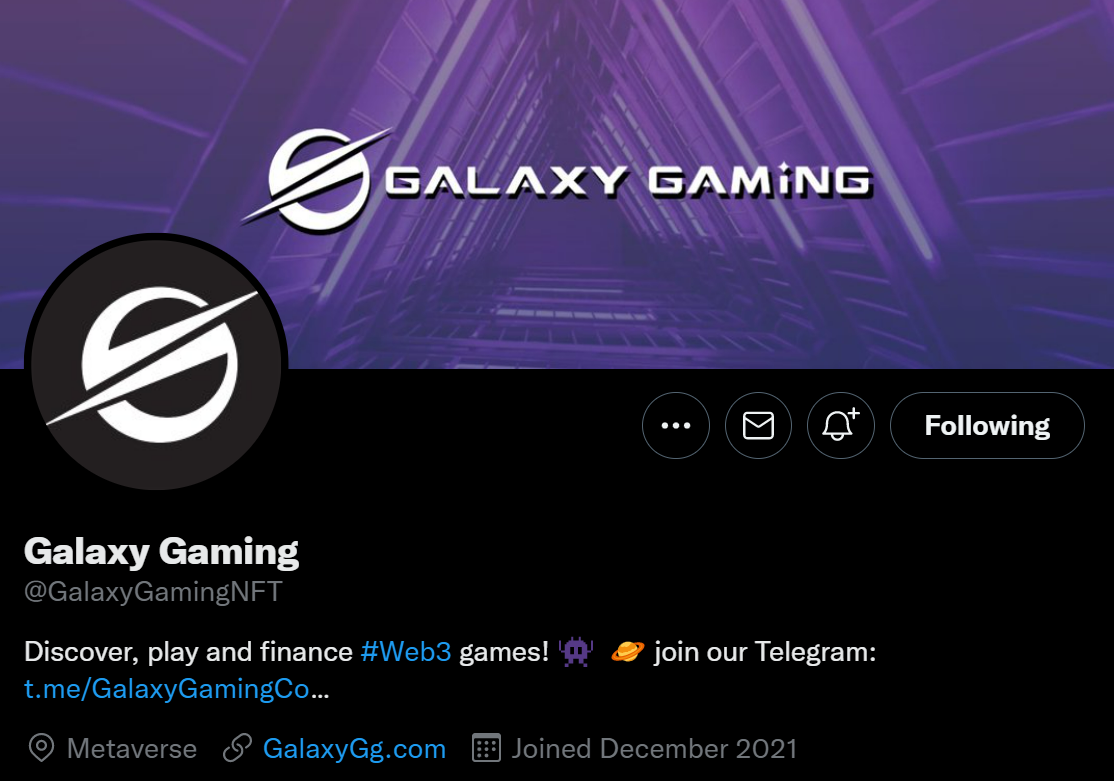 GALAXY GAMiNG
Following
Galaxy Gaming
@GalaxyGamingNFT
Discover, play and finance #Web3 games! 👾 🪐 join our Telegram:
t.me/GalaxyGamingCo…
Metaverse GalaxyGg.com Joined December 2021